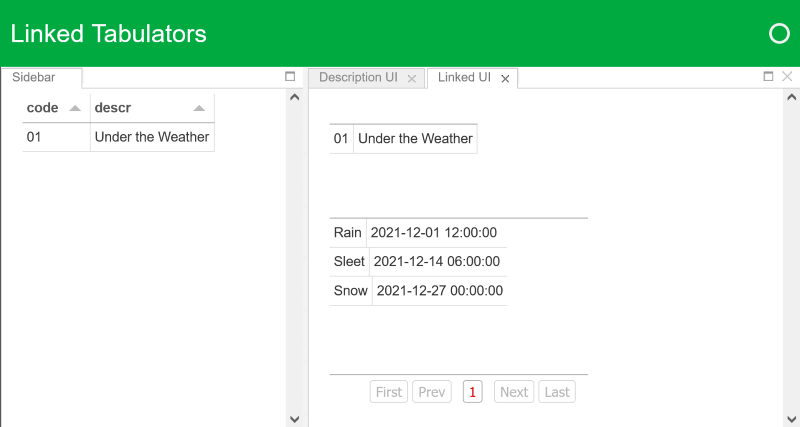 Linked Tabulators
Sidebar
code descr
01 Under the Weather
Description UI Linked UI
01 Under the Weather
Rain 2021-12-01 12:00:00
Sleet 2021-12-14 06:00:00
Snow 2021-12-27 00:00:00
First Prev 1 Next Last